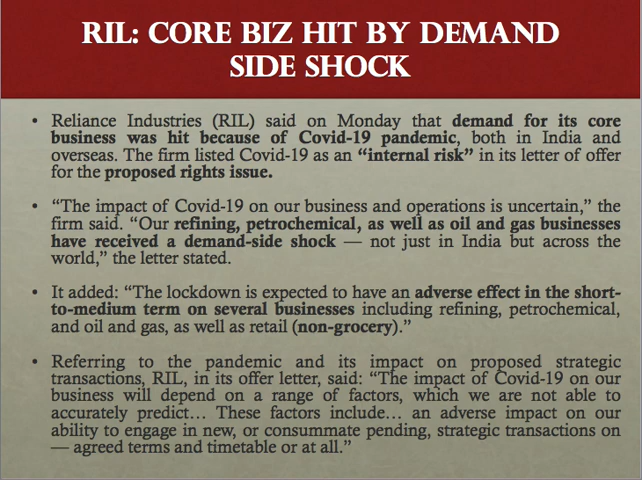 RIL: CORE BIZ HIT BY DEMAND
SIDE SHOCK
• Reliance Industries (RIL) said on Monday that demand for its core
business was hit because of Covid-19 pandemic, both in India and
overseas. The firm listed Covid-19 as an “internal risk” in its letter of offer
for the proposed rights issue.
• “The impact of Covid-19 on our business and operations is uncertain,” the
firm said. “Our refining, petrochemical, as well as oil and gas businesses
have received a demand-side shock — not just in India but across the
world,” the letter stated.
• It added: “The lockdown is expected to have an adverse effect in the short-
to-medium term on several businesses including refining, petrochemical,
and oil and gas, as well as retail (non-grocery).”
• Referring to the pandemic and its impact on proposed strategic
transactions, RIL, in its offer letter, said: “The impact of Covid-19 on our
business will depend on a range of factors, which we are not able to
accurately predict… These factors include… an adverse impact on our
ability to engage in new, or consummate pending, strategic transactions on
— agreed terms and timetable or at all.”